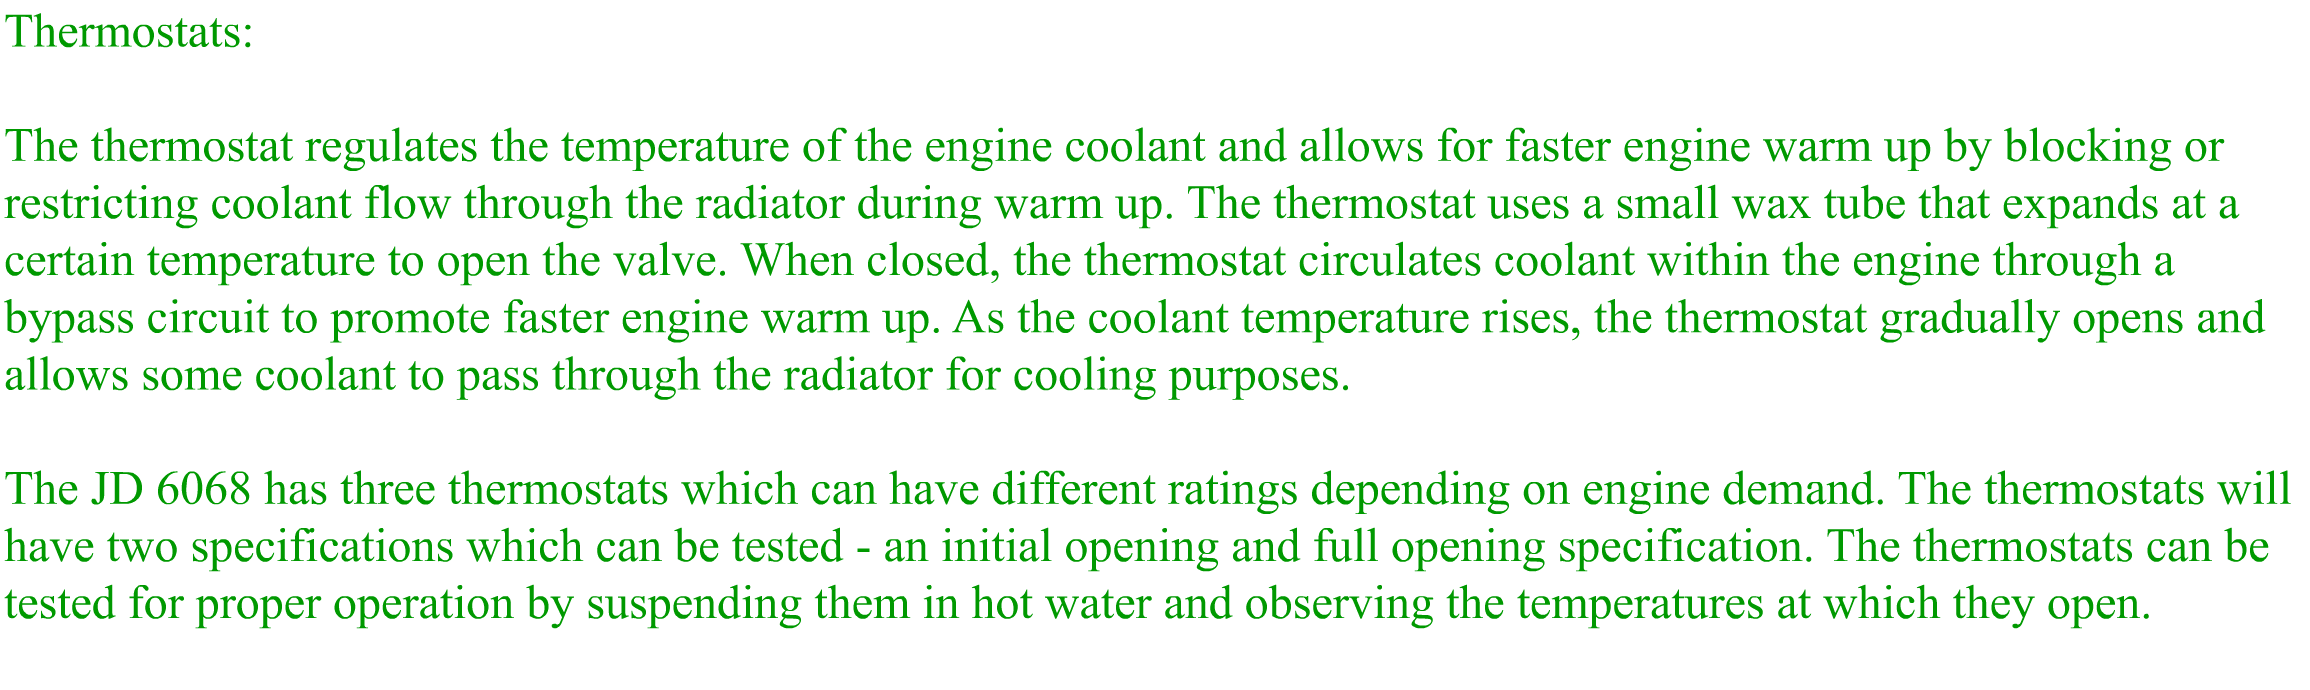 Thermostats:
The thermostat regulates the temperature of the engine coolant and allows for faster engine warm up by blocking or
restricting coolant flow through the radiator during warm up. The thermostat uses a small wax tube that expands at a
certain temperature to open the valve. When closed, the thermostat circulates coolant within the engine through a
bypass circuit to promote faster engine warm up. As the coolant temperature rises, the thermostat gradually opens and
allows some coolant to pass through the radiator for cooling purposes.
The JD 6068 has three thermostats which can have different ratings depending on engine demand. The thermostats will
have two specifications which can be tested - an initial opening and full opening specification. The thermostats can be
tested for proper operation by suspending them in hot water and observing the temperatures at which they open.